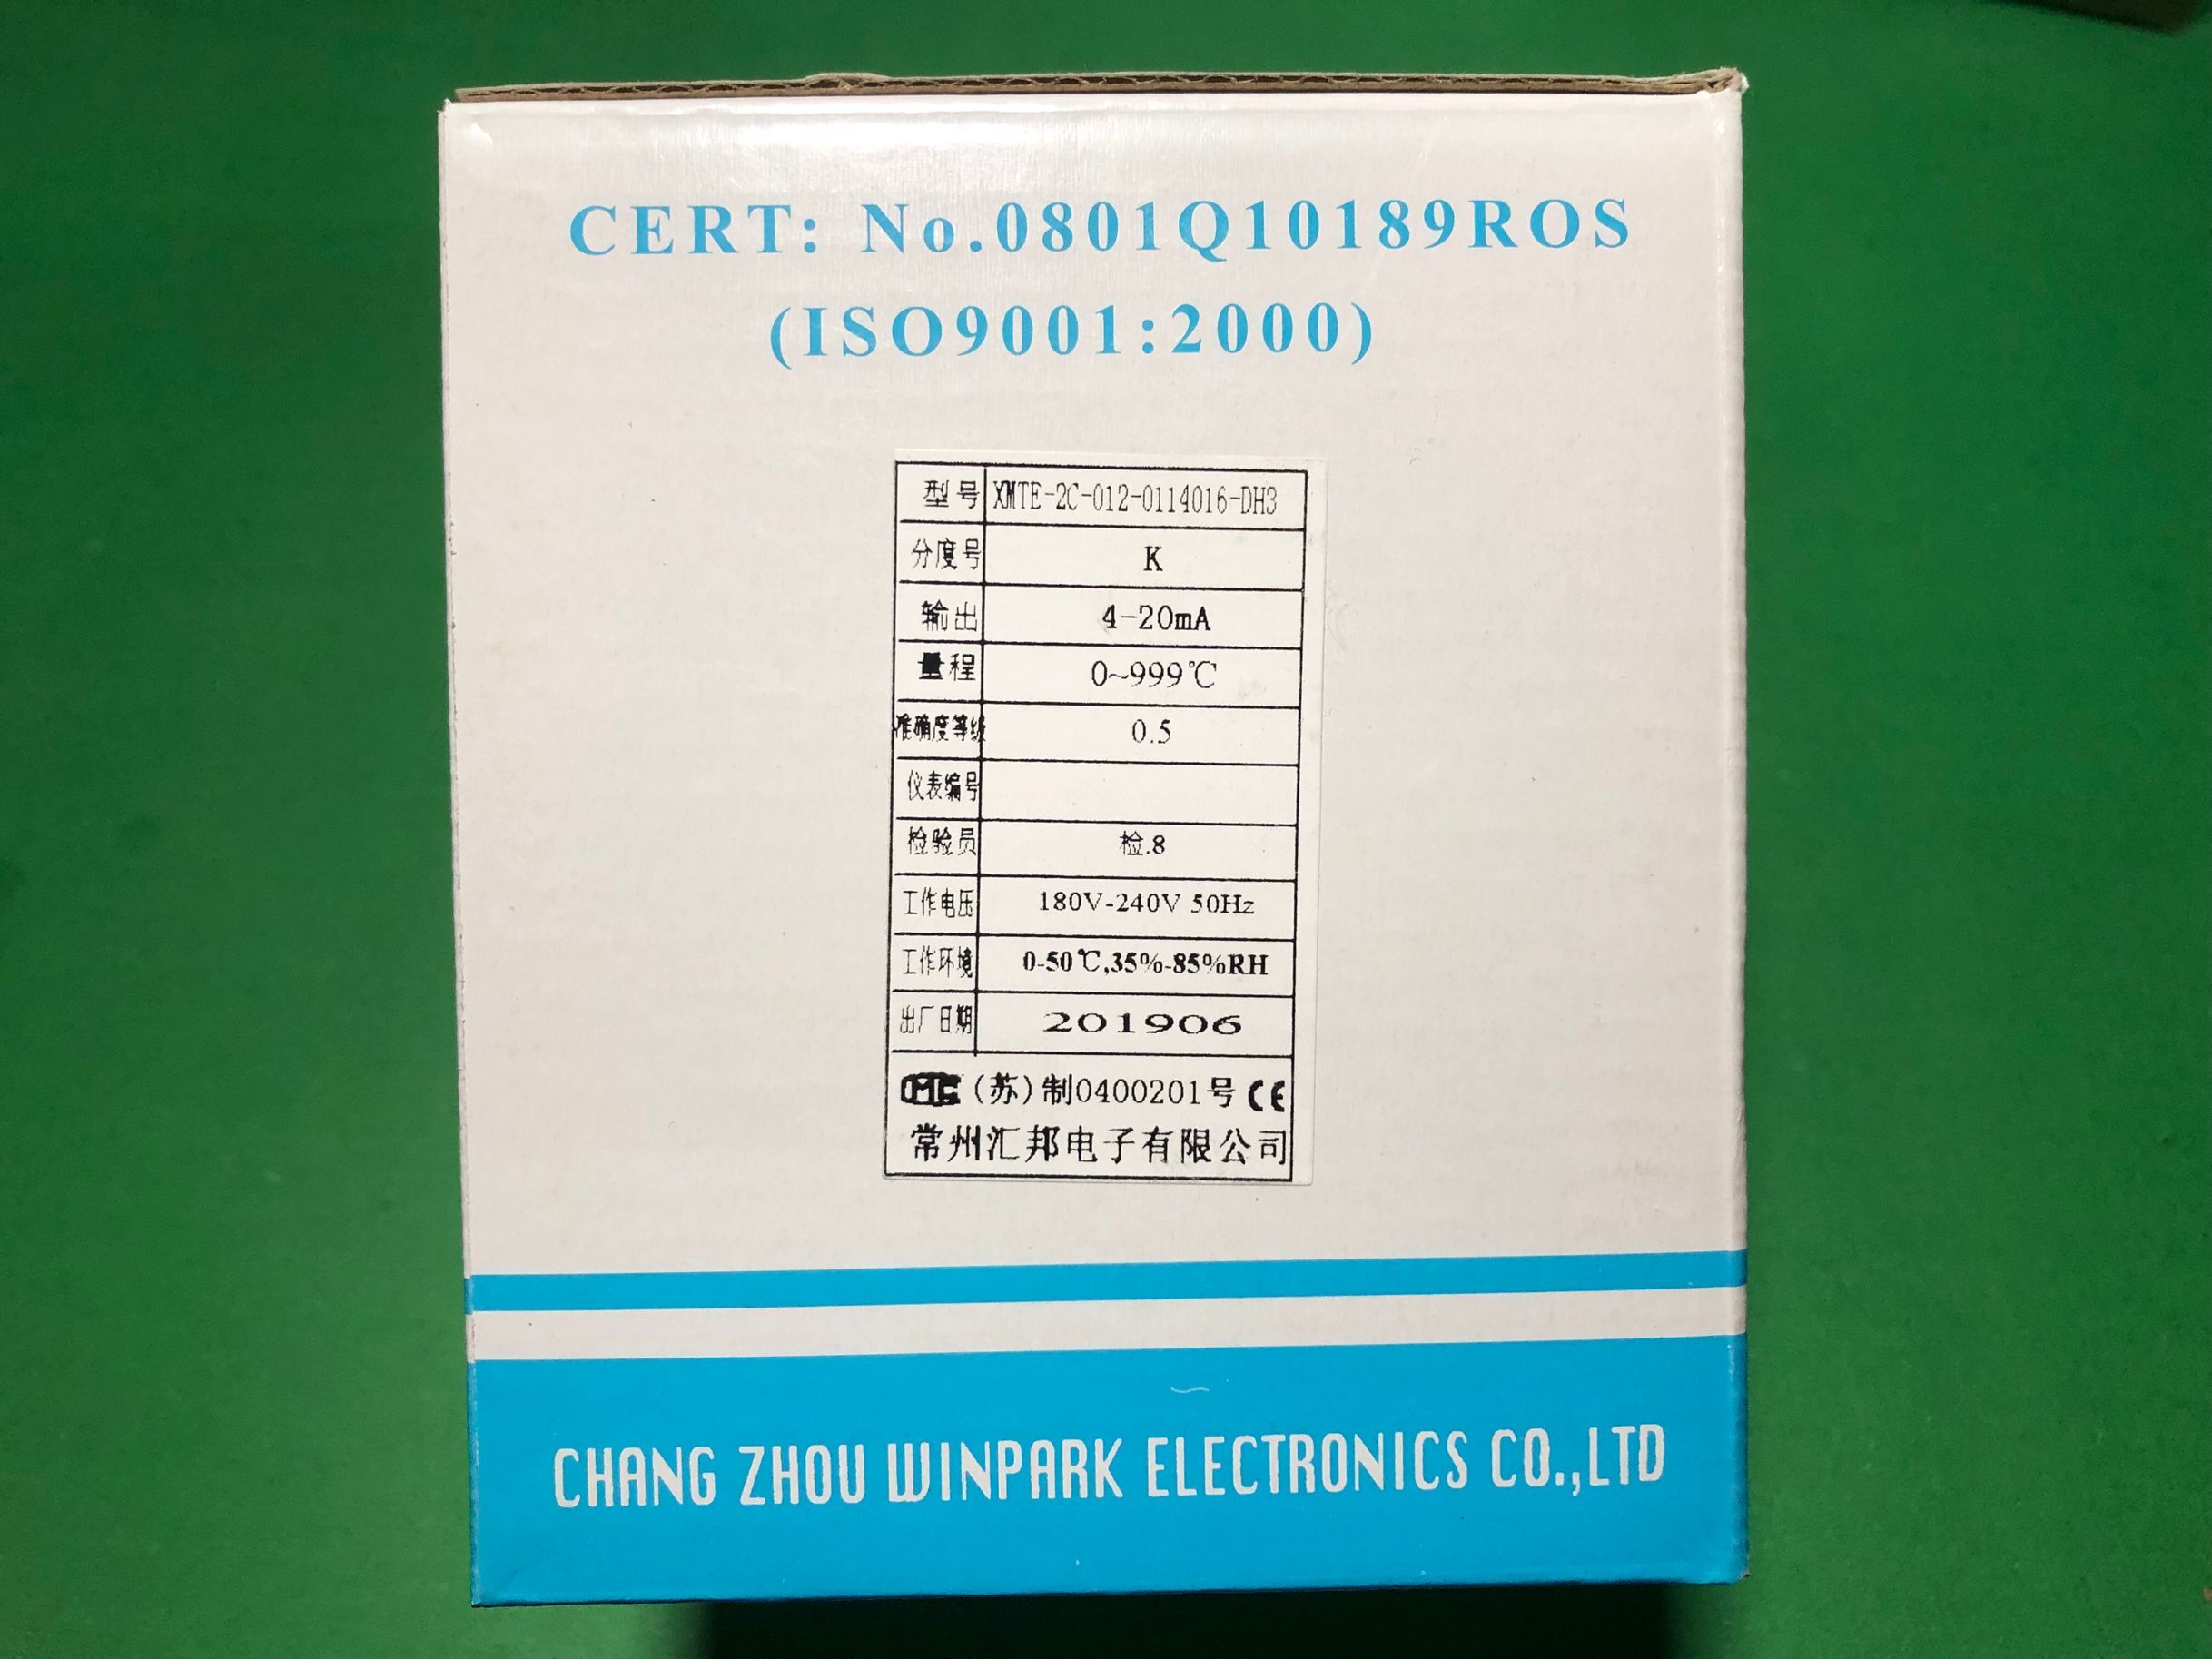 CERT: No.0801Q10189ROS
(ISO9001:2000)
型号 XMTE-2C-012-0114016-DH3
分度号 K
输出 4-20mA
量程 0~999℃
准确度等级 0.5
仪表编号
检验员 检.8
工作电压 180V-240V 50Hz
工作环境 0-50℃,35%-85%RH
出厂日期 201906
CMC (苏)制0400201号 CE
常州汇邦电子有限公司
CHANG ZHOU WINPARK ELECTRONICS CO.,LTD